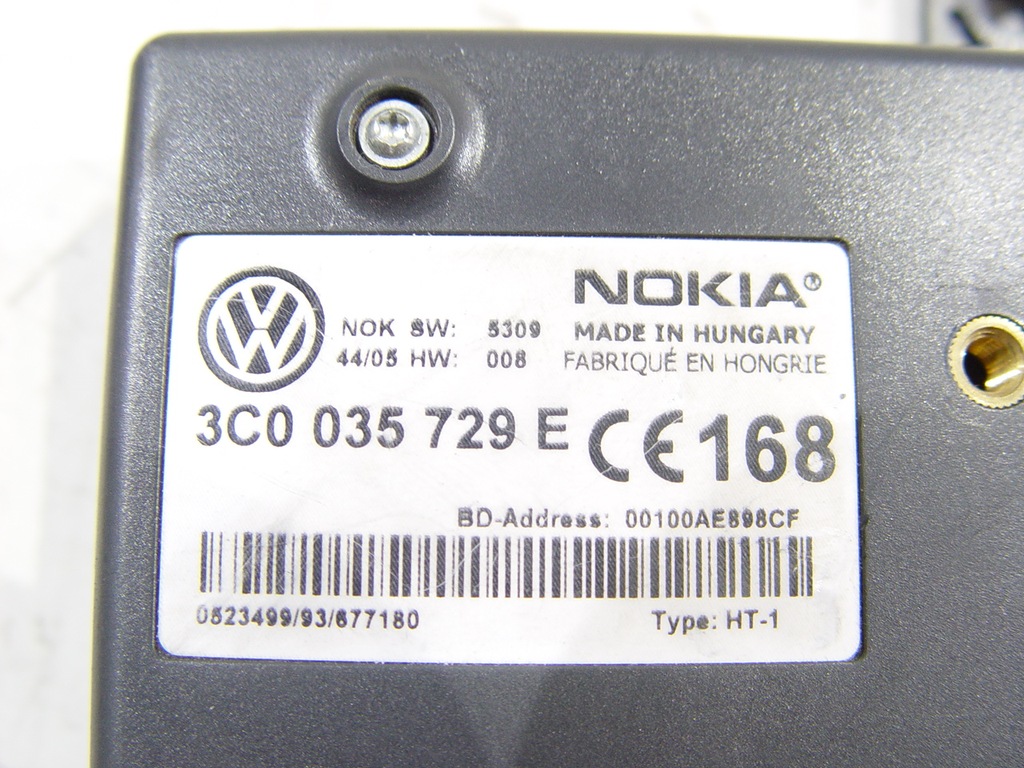 NOKIA®
NOK SW: 5309
44/05 HW: 008
MADE IN HUNGARY
FABRIQUÉ EN HONGRIE
3C0 035 729 E CE168
BD-Address: 00100AE898CF
0523499/93/677180
Type: HT-1